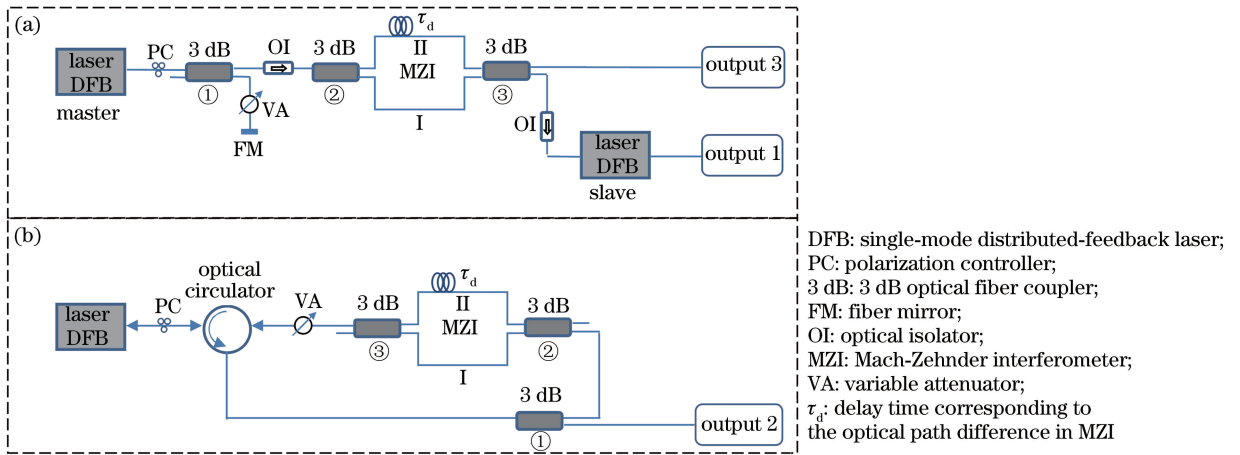 (a)
laser
DFB
master
PC
3 dB
①
OI
VA
FM
3 dB
②
τd
II
MZI
I
3 dB
③
OI
laser
DFB
slave
output 3
output 1
(b)
laser
DFB
PC
optical
circulator
VA
3 dB
③
τd
II
MZI
I
3 dB
②
3 dB
①
output 2
DFB: single-mode distributed-feedback laser;
PC: polarization controller;
3 dB: 3 dB optical fiber coupler;
FM: fiber mirror;
OI: optical isolator;
MZI: Mach-Zehnder interferometer;
VA: variable attenuator;
τd: delay time corresponding to
the optical path difference in MZI